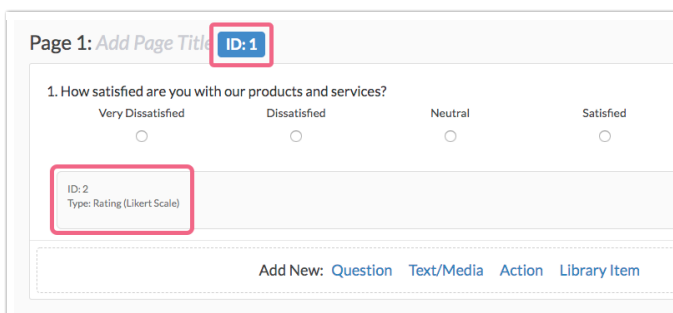 Page 1: Add Page Title ID: 1
1. How satisfied are you with our products and services?
Very Dissatisfied Dissatisfied Neutral Satisfied
ID: 2
Type: Rating (Likert Scale)
Add New: Question Text/Media Action Library Item